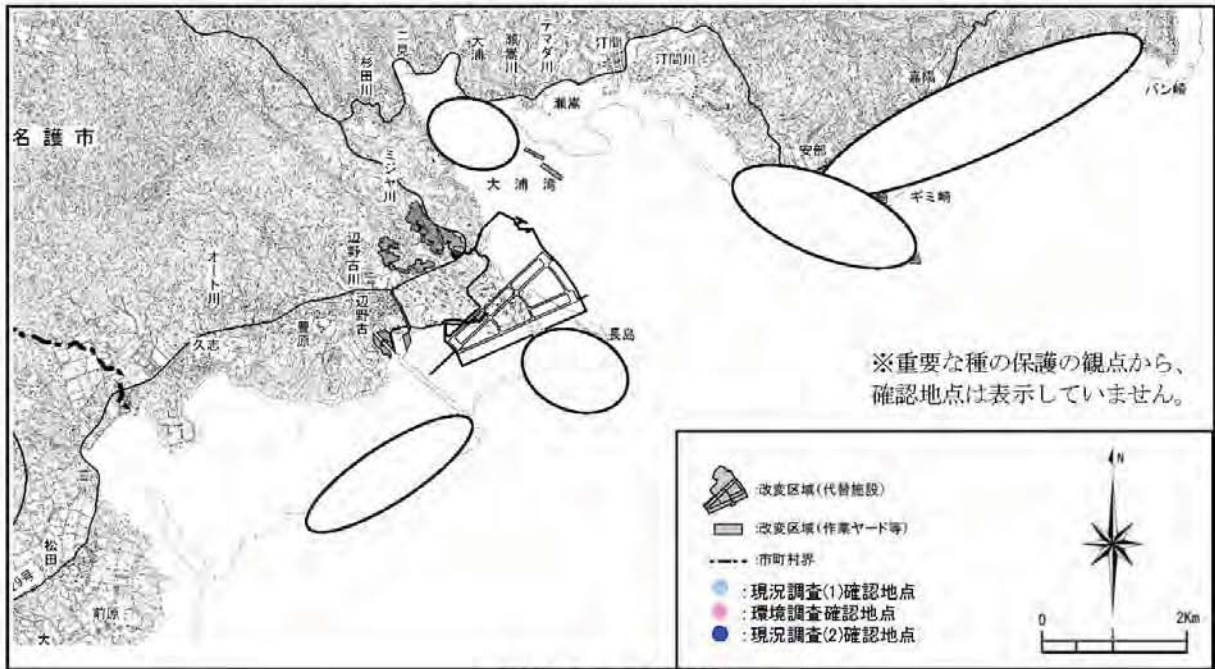 二見
大浦
瀬嵩川
テマダ川
汀間
汀間川
杉田川
瀬嵩
嘉陽
バン崎
名護市
安部
ミジャ川
大浦湾
ギミ崎
辺野古川
オート川
辺野古
豊原
久志
長島
※重要な種の保護の観点から、
確認地点は表示していません。
:改変区域(代替施設)
:改変区域(作業ヤード等)
:市町村界
:現況調査(1)確認地点
:環境調査確認地点
:現況調査(2)確認地点
N
0 2Km
松田
前原
大